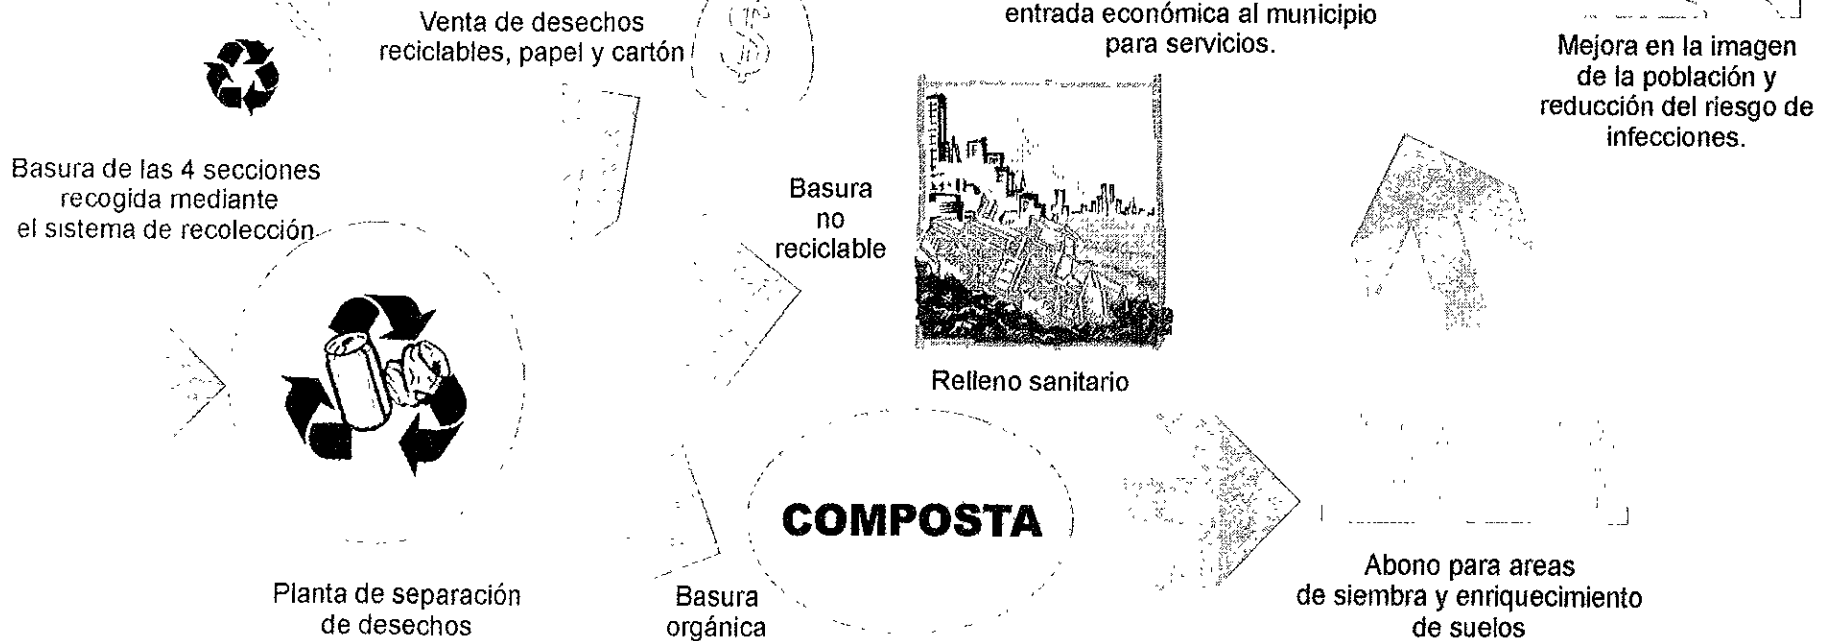 Venta de desechos
reciclables, papel y cartón
$
entrada económica al municipio
para servicios.
Mejora en la imagen
de la población y
reducción del riesgo de
infecciones.
Basura de las 4 secciones
recogida mediante
el sistema de recolección
Basura
no
reciclable
Relleno sanitario
COMPOSTA
Planta de separación
de desechos
Basura
orgánica
Abono para areas
de siembra y enriquecimiento
de suelos